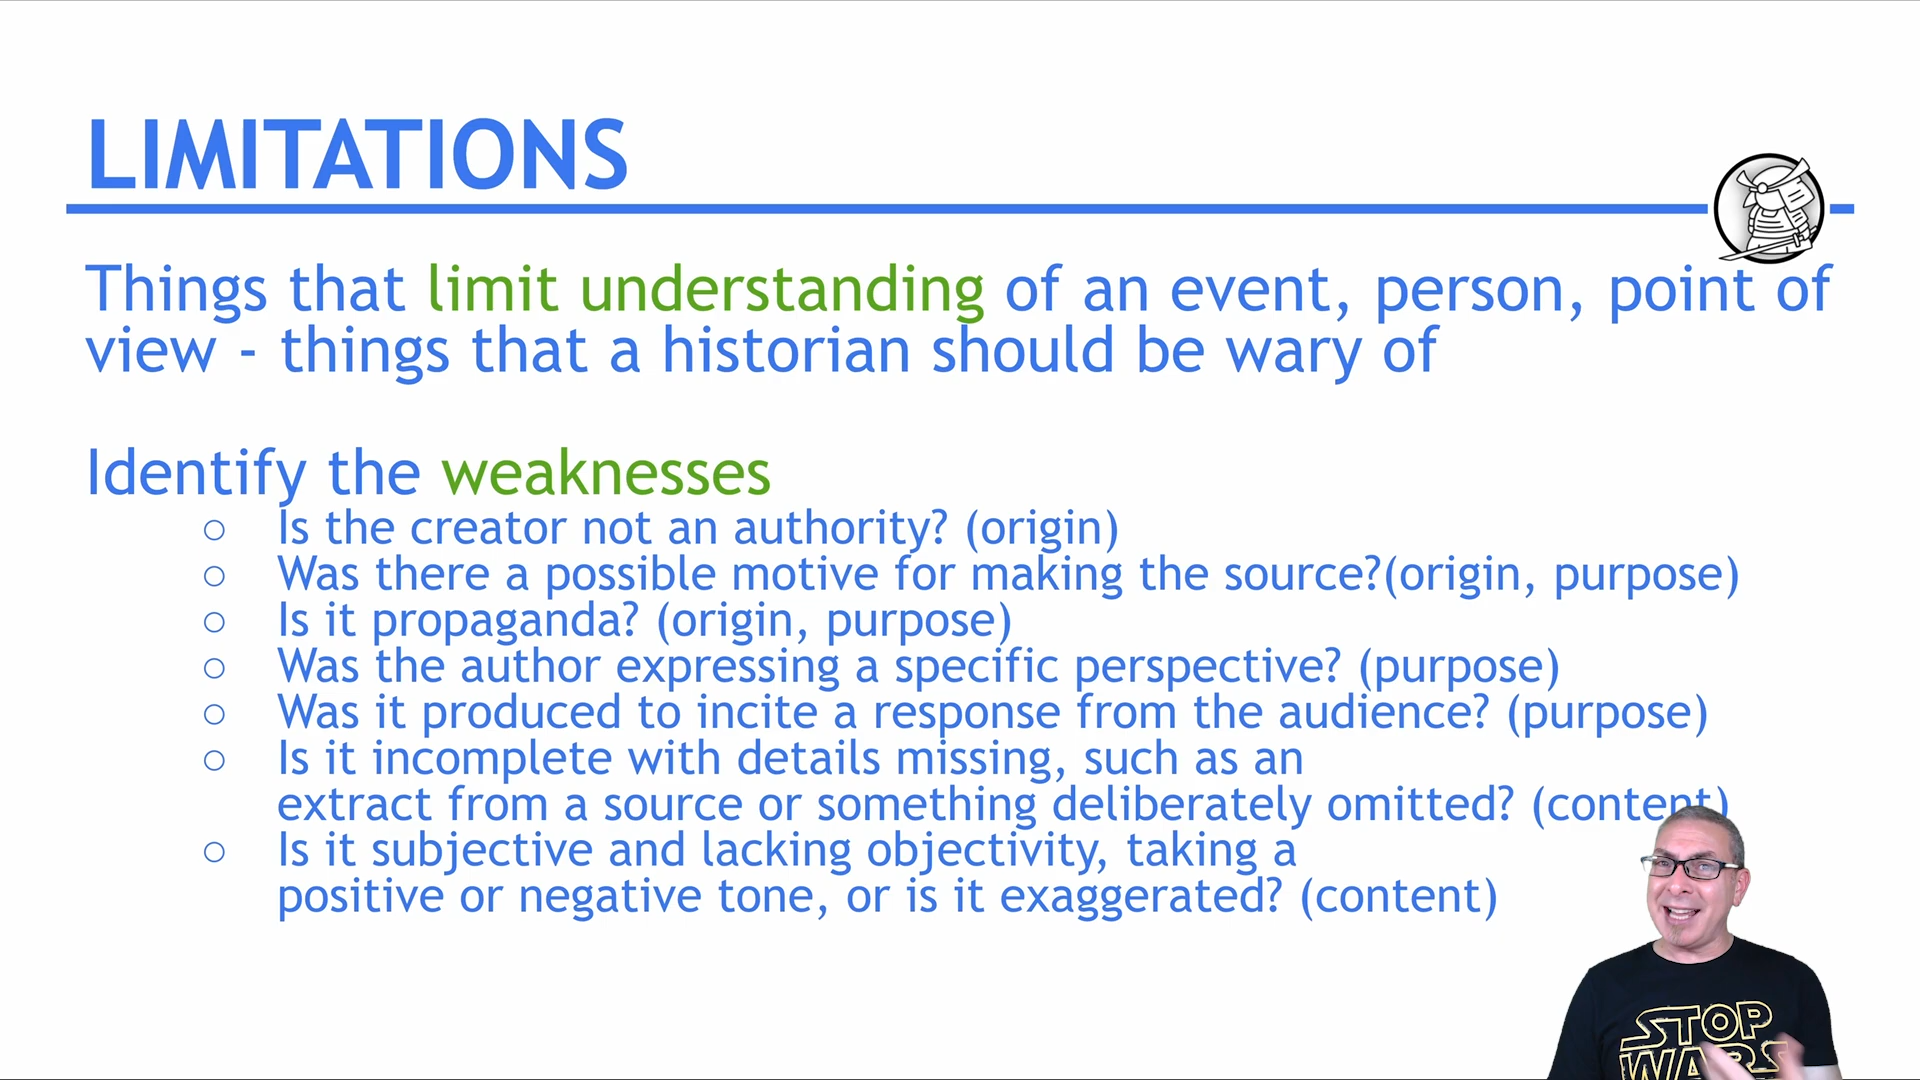 LIMITATIONS
Things that limit understanding of an event, person, point of
view - things that a historian should be wary of
Identify the weaknesses
○ Is the creator not an authority? (origin)
○ Was there a possible motive for making the source?(origin, purpose)
○ Is it propaganda? (origin, purpose)
○ Was the author expressing a specific perspective? (purpose)
○ Was it produced to incite a response from the audience? (purpose)
○ Is it incomplete with details missing, such as an
extract from a source or something deliberately omitted? (content)
○ Is it subjective and lacking objectivity, taking a
positive or negative tone, or is it exaggerated? (content)
STOP
WARS